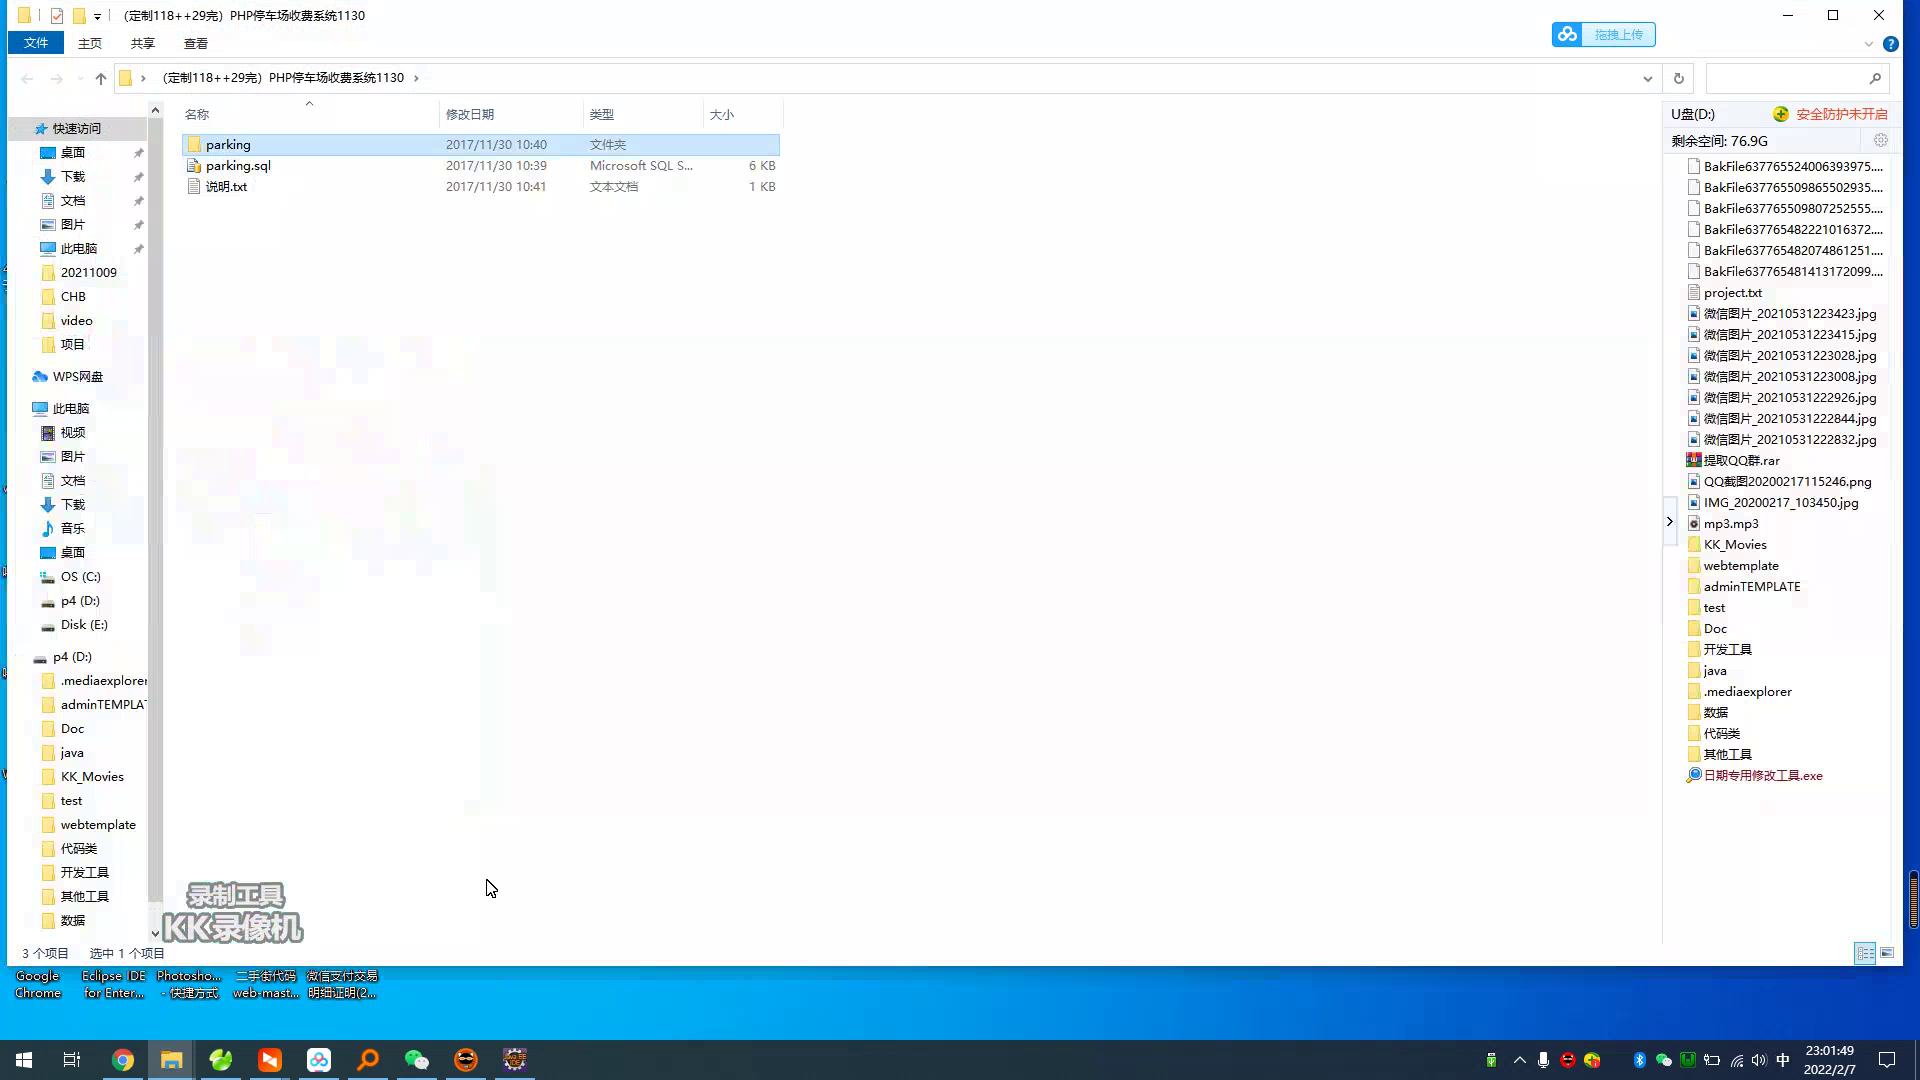 (定制118++29完) PHP停车场收费系统1130
文件
主页
共享
查看
拖拽上传
(定制118++29完) PHP停车场收费系统1130
名称
修改日期
类型
大小
parking
2017/11/30 10:40
文件夹
parking.sql
2017/11/30 10:39
Microsoft SQL S...
6 KB
说明.txt
2017/11/30 10:41
文本文档
1 KB
快速访问
桌面
下载
文档
图片
此电脑
20211009
CHB
video
项目
WPS网盘
此电脑
视频
图片
文档
下载
音乐
桌面
OS (C:)
p4 (D:)
Disk (E:)
p4 (D:)
.mediaexplorer
adminTEMPLAT
Doc
java
KK_Movies
test
webtemplate
代码类
开发工具
其他工具
数据
U盘(D:)
安全防护未开启
剩余空间: 76.9G
BakFile637765524006393975....
BakFile637765509865502935....
BakFile637765509807252555....
BakFile637765482221016372....
BakFile637765482074861251....
BakFile637765481413172099....
project.txt
微信图片_20210531223423.jpg
微信图片_20210531223415.jpg
微信图片_20210531223028.jpg
微信图片_20210531223008.jpg
微信图片_20210531222926.jpg
微信图片_20210531222844.jpg
微信图片_20210531222832.jpg
提取QQ群.rar
QQ截图20200217115246.png
IMG_20200217_103450.jpg
mp3.mp3
KK_Movies
webtemplate
adminTEMPLATE
test
Doc
开发工具
java
.mediaexplorer
数据
代码类
其他工具
日期专用修改工具.exe
录制工具
KK录像机
3 个项目
选中 1 个项目
Google
Chrome
Eclipse IDE
for Enter...
Photosho...
- 快捷方式
二手街代码
web-mast...
微信支付交易
明细证明(2...
中
23:01:49
2022/2/7